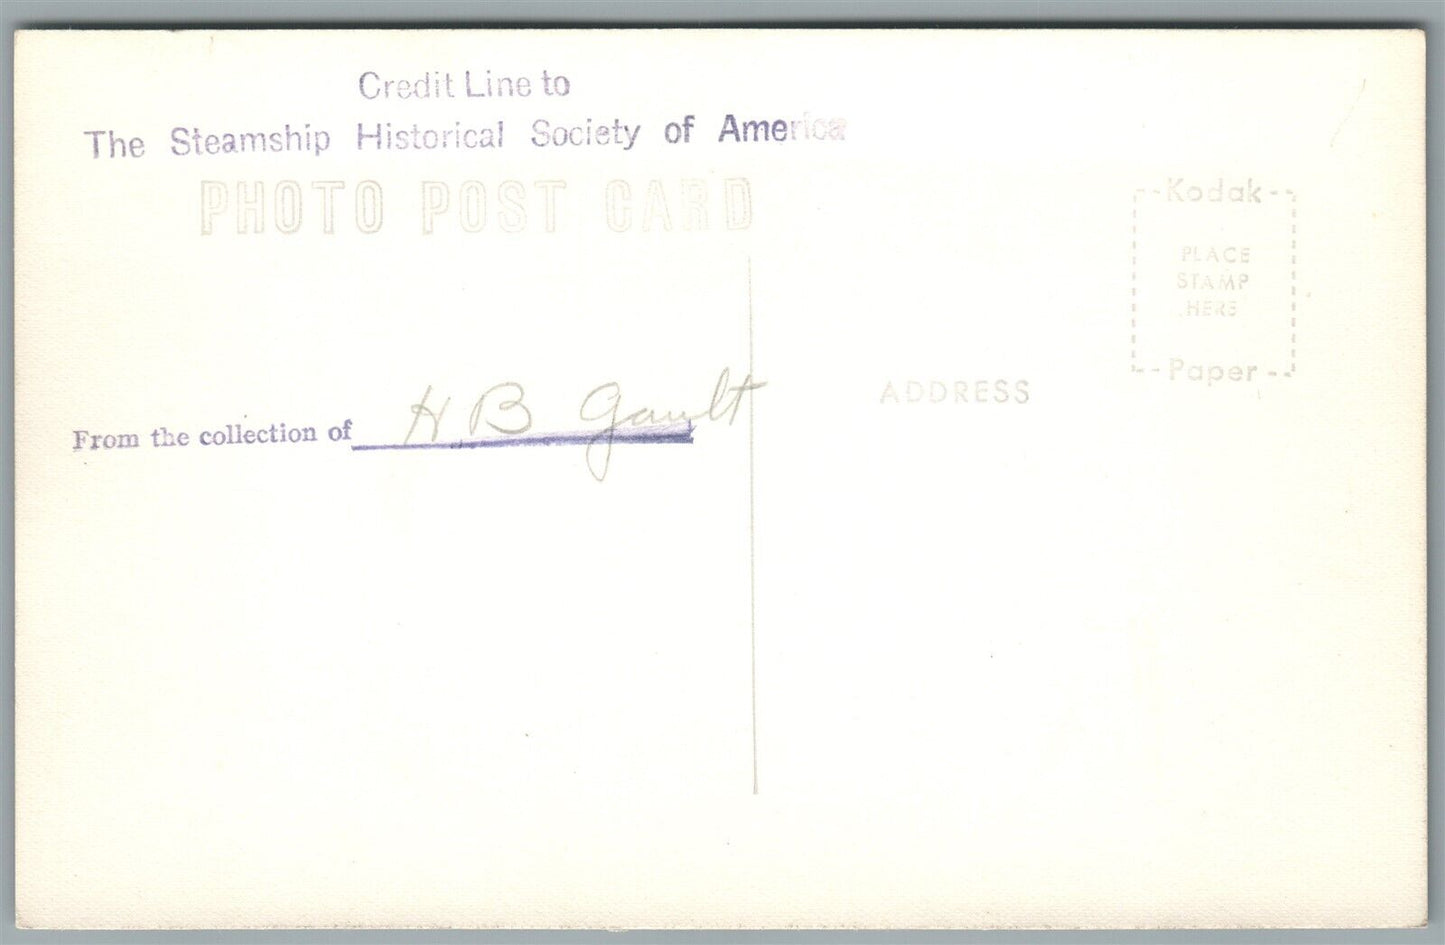 Credit Line to
The Steamship Historical Society of America
PHOTO POST CARD
Kodak
PLACE
STAMP
HERE
Paper
ADDRESS
From the collection of H B Gault